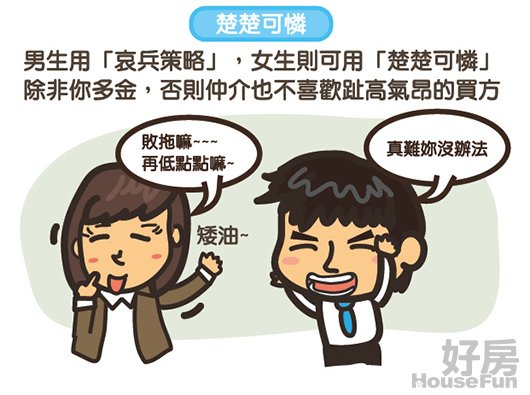 楚楚可憐
男生用「哀兵策略」，女生則可用「楚楚可憐」
除非你多金，否則仲介也不喜歡趾高氣昂的買方
敗拖嘛~~~
再低點點嘛~
真難妳沒辦法
矮油~
好房
HouseFun